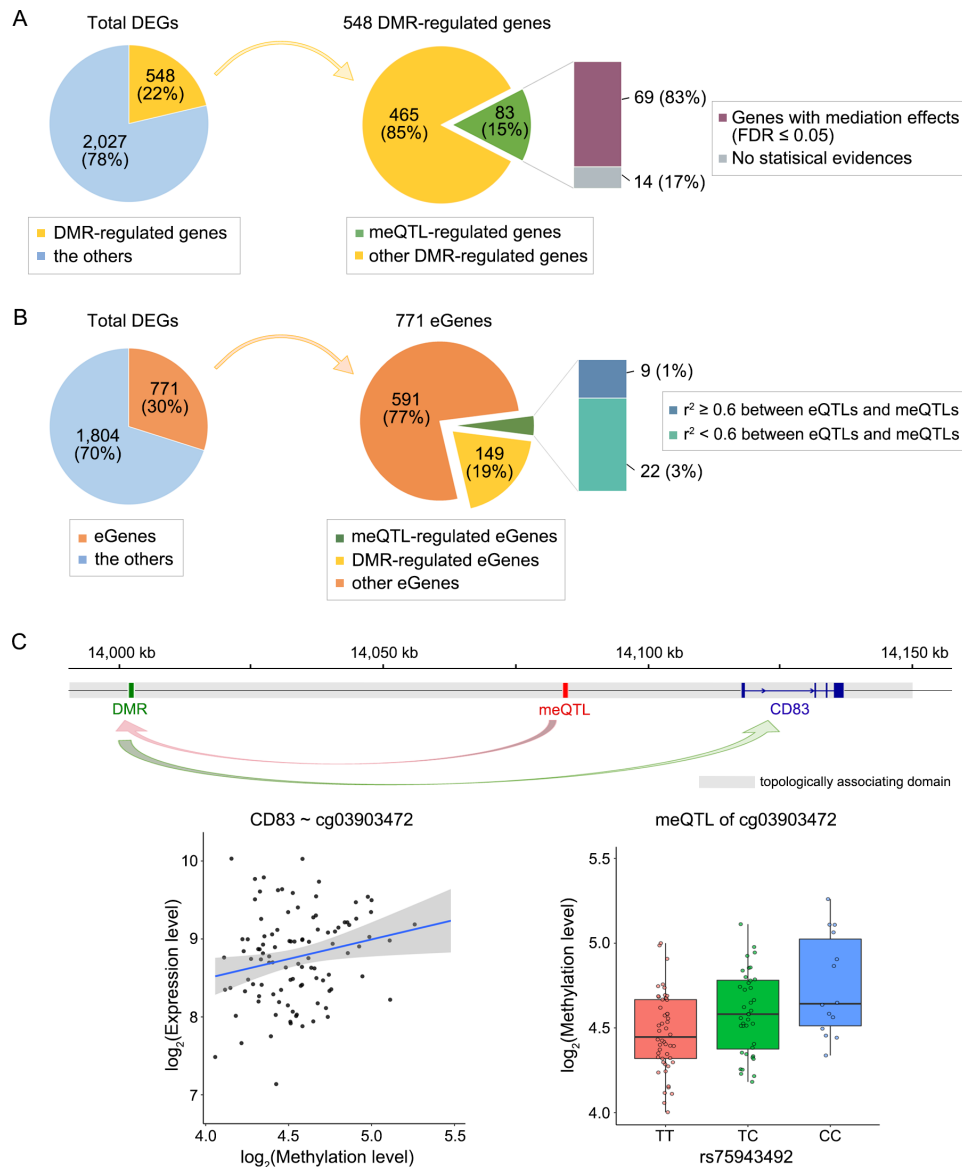 A
Total DEGs
548 DMR-regulated genes
548
(22%)
2,027
(78%)
465
(85%)
83
(15%)
69 (83%)
14 (17%)
Genes with mediation effects
(FDR ≤ 0.05)
No statisical evidences
DMR-regulated genes
the others
meQTL-regulated genes
other DMR-regulated genes
B
Total DEGs
771 eGenes
771
(30%)
1,804
(70%)
591
(77%)
149
(19%)
9 (1%)
22 (3%)
r² ≥ 0.6 between eQTLs and meQTLs
r² < 0.6 between eQTLs and meQTLs
eGenes
the others
meQTL-regulated eGenes
DMR-regulated eGenes
other eGenes
C
14,000 kb
14,050 kb
14,100 kb
14,150 kb
DMR
meQTL
CD83
topologically associating domain
CD83 ~ cg03903472
log₂(Expression level)
10
9
8
7
4.0
4.5
5.0
5.5
log₂(Methylation level)
meQTL of cg03903472
log₂(Methylation level)
5.5
5.0
4.5
4.0
TT
TC
CC
rs75943492